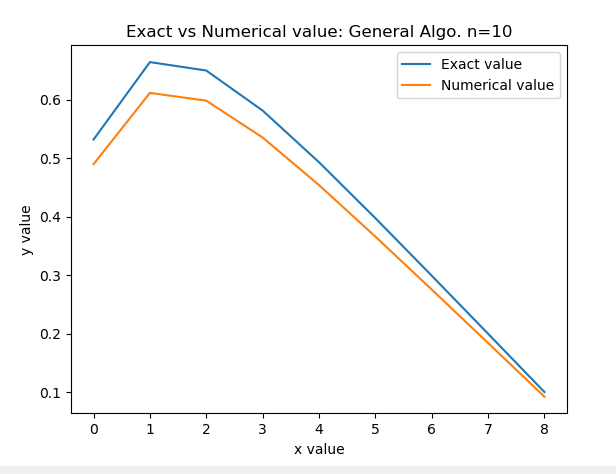 Exact vs Numerical value: General Algo. n=10
Exact value
Numerical value
y value
0.6
0.5
0.4
0.3
0.2
0.1
0 1 2 3 4 5 6 7 8
x value